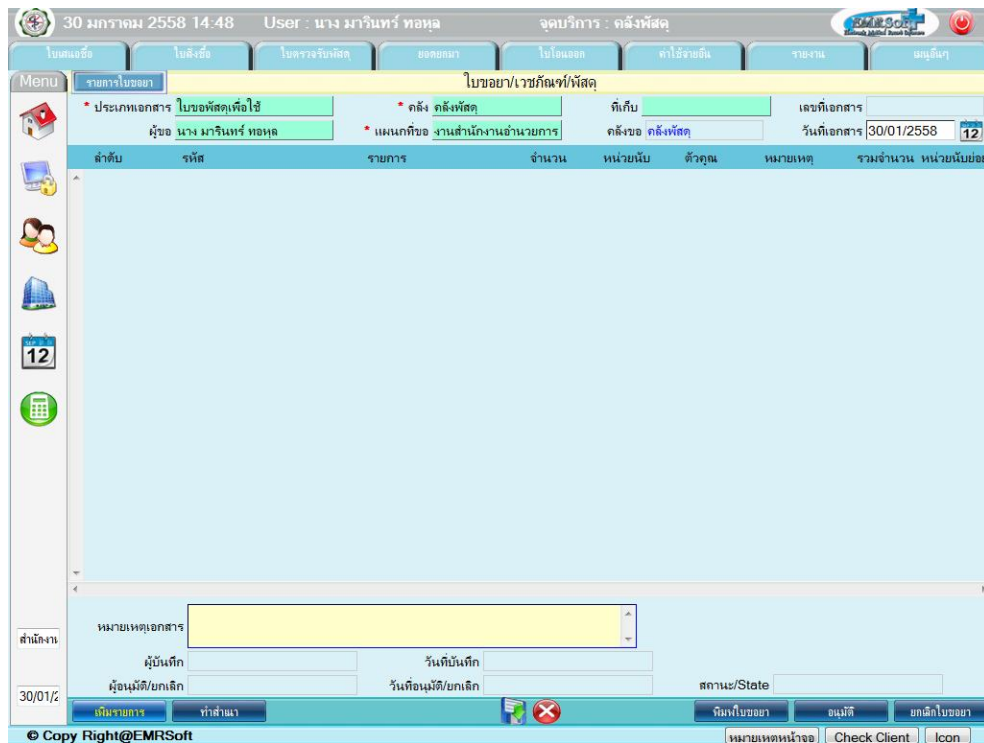 30 มกราคม 2558 14:48 User : นาง มารินทร์ ทอหุล จุดบริการ : คลังพัสดุ EMRSoft
ใบเสนอซื้อ ใบสั่งซื้อ ใบตรวจรับพัสดุ ยอดยกมา ใบโอนออก ค่าใช้จ่ายอื่น รายงาน เมนูอื่นๆ
Menu รายการใบขอยา ใบขอยา/เวชภัณฑ์/พัสดุ
* ประเภทเอกสาร ใบขอพัสดุเพื่อใช้ * คลัง คลังพัสดุ ที่เก็บ เลขที่เอกสาร
ผู้ขอ นาง มารินทร์ ทอหุล * แผนกที่ขอ งานสำนักงานอำนวยการ คลังขอ คลังพัสดุ วันที่เอกสาร 30/01/2558 12
ลำดับ รหัส รายการ จำนวน หน่วยนับ ตัวคูณ หมายเหตุ รวมจำนวน หน่วยนับย่อย
SEP
12
หมายเหตุเอกสาร
สำนักงาน
ผู้บันทึก วันที่บันทึก
ผู้อนุมัติ/ยกเลิก วันที่อนุมัติ/ยกเลิก สถานะ/State
30/01/2
เพิ่มรายการ ทำสำเนา พิมพ์ใบขอยา อนุมัติ ยกเลิกใบขอยา
© Copy Right@EMRSoft หมายเหตุหน้าจอ Check Client Icon